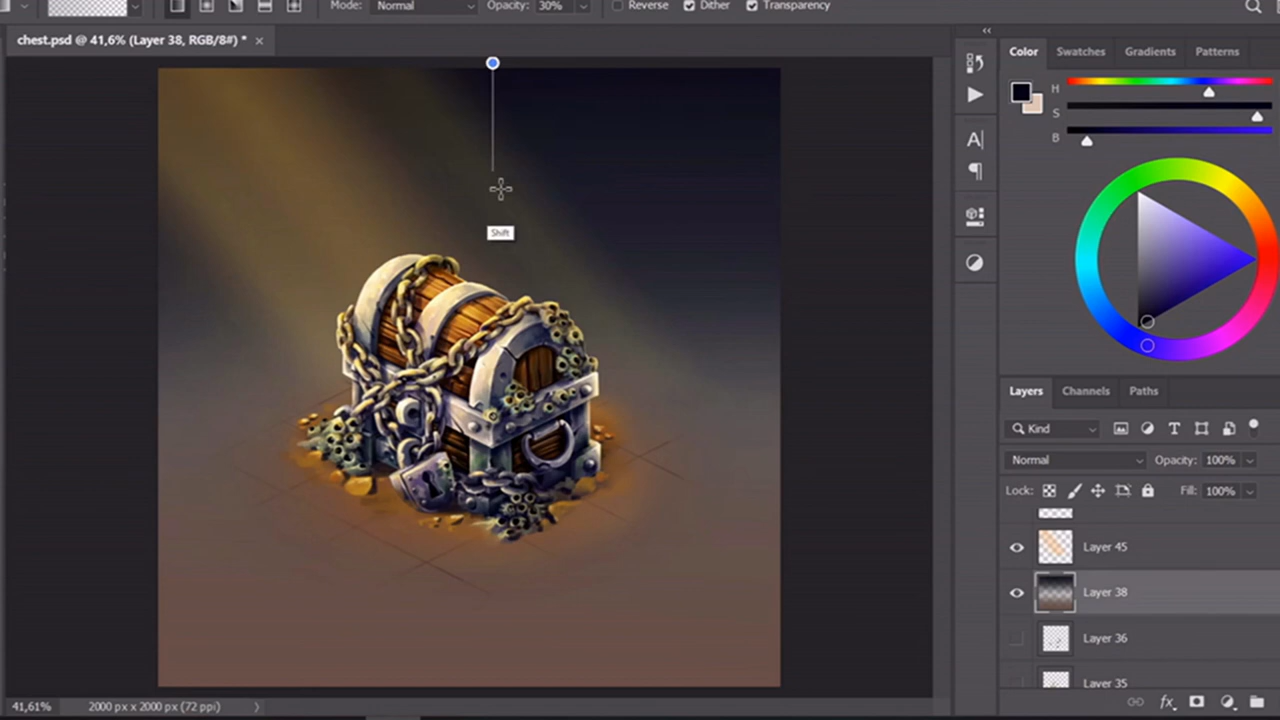 Mode: Normal Opacity: 30% Reverse Dither Transparency
chest.psd @ 41,6% (Layer 38, RGB/8#) * ×
Color Swatches Gradients Patterns
H
S
B
Shift
Layers Channels Paths
Kind
Normal Opacity: 100%
Lock: Fill: 100%
Layer 45
Layer 38
Layer 36
Layer 35
41,61% 2000 px x 2000 px (72 ppi)